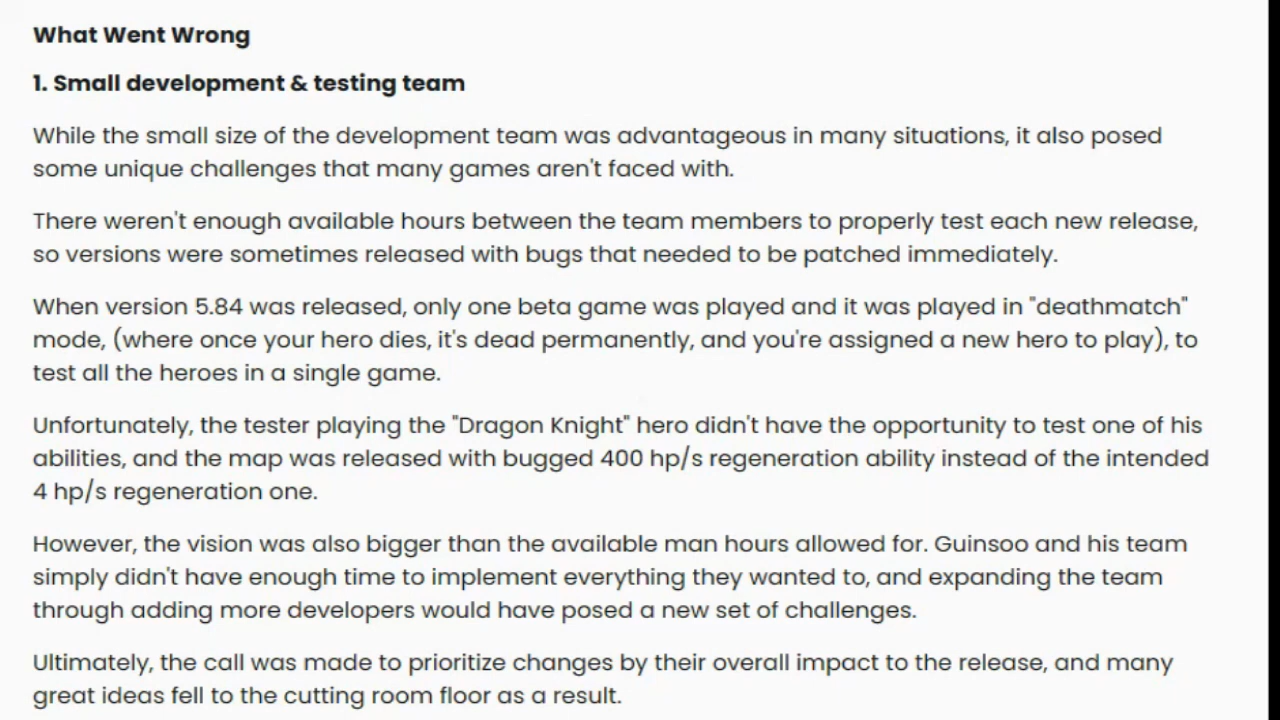 What Went Wrong
1. Small development & testing team
While the small size of the development team was advantageous in many situations, it also posed
some unique challenges that many games aren't faced with.
There weren't enough available hours between the team members to properly test each new release,
so versions were sometimes released with bugs that needed to be patched immediately.
When version 5.84 was released, only one beta game was played and it was played in "deathmatch"
mode, (where once your hero dies, it's dead permanently, and you're assigned a new hero to play), to
test all the heroes in a single game.
Unfortunately, the tester playing the "Dragon Knight" hero didn't have the opportunity to test one of his
abilities, and the map was released with bugged 400 hp/s regeneration ability instead of the intended
4 hp/s regeneration one.
However, the vision was also bigger than the available man hours allowed for. Guinsoo and his team
simply didn't have enough time to implement everything they wanted to, and expanding the team
through adding more developers would have posed a new set of challenges.
Ultimately, the call was made to prioritize changes by their overall impact to the release, and many
great ideas fell to the cutting room floor as a result.